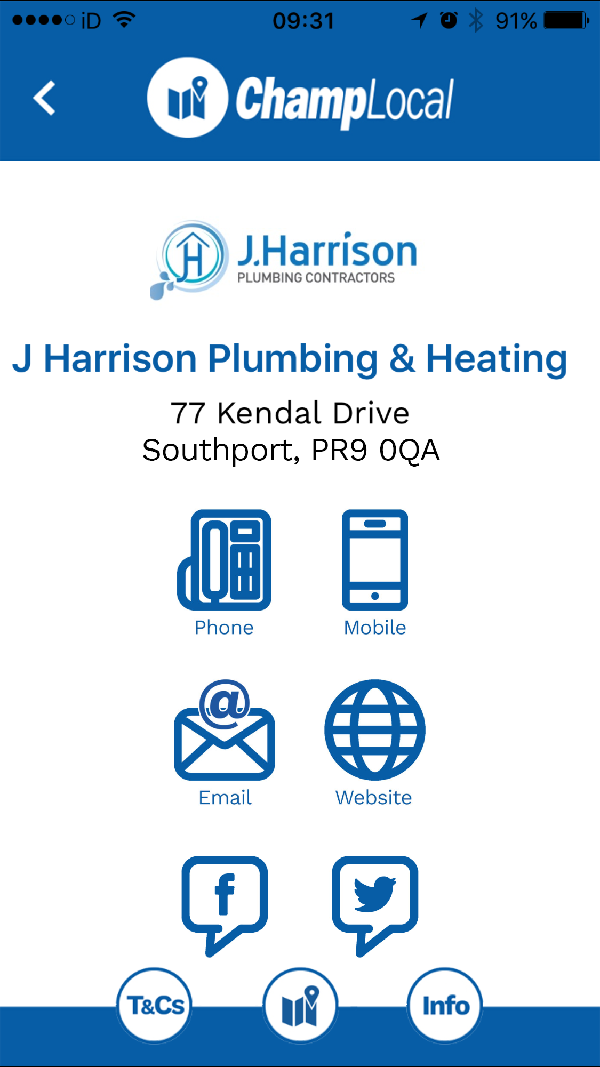 iD 09:31 91%
ChampLocal
J.Harrison
PLUMBING CONTRACTORS
J Harrison Plumbing & Heating
77 Kendal Drive
Southport, PR9 0QA
Phone Mobile
@
Email Website
f
T&Cs Info